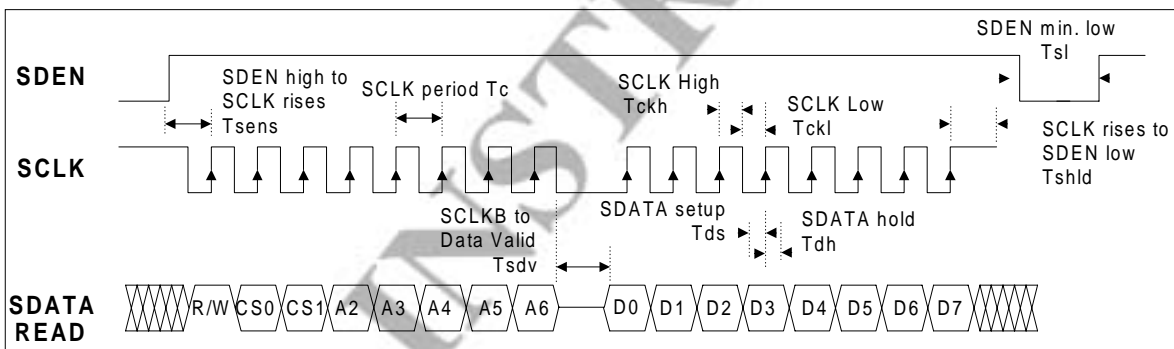 SDEN
SDEN high to
SCLK rises
Tsens
SCLK period Tc
SCLK High
Tckh
SCLK Low
Tckl
SDEN min. low
Tsl
SCLK rises to
SDEN low
Tshld
SCLK
SCLKB to
Data Valid
Tsdv
SDATA setup
Tds
SDATA hold
Tdh
SDATA
READ
R/W CS0 CS1 A2 A3 A4 A5 A6 D0 D1 D2 D3 D4 D5 D6 D7